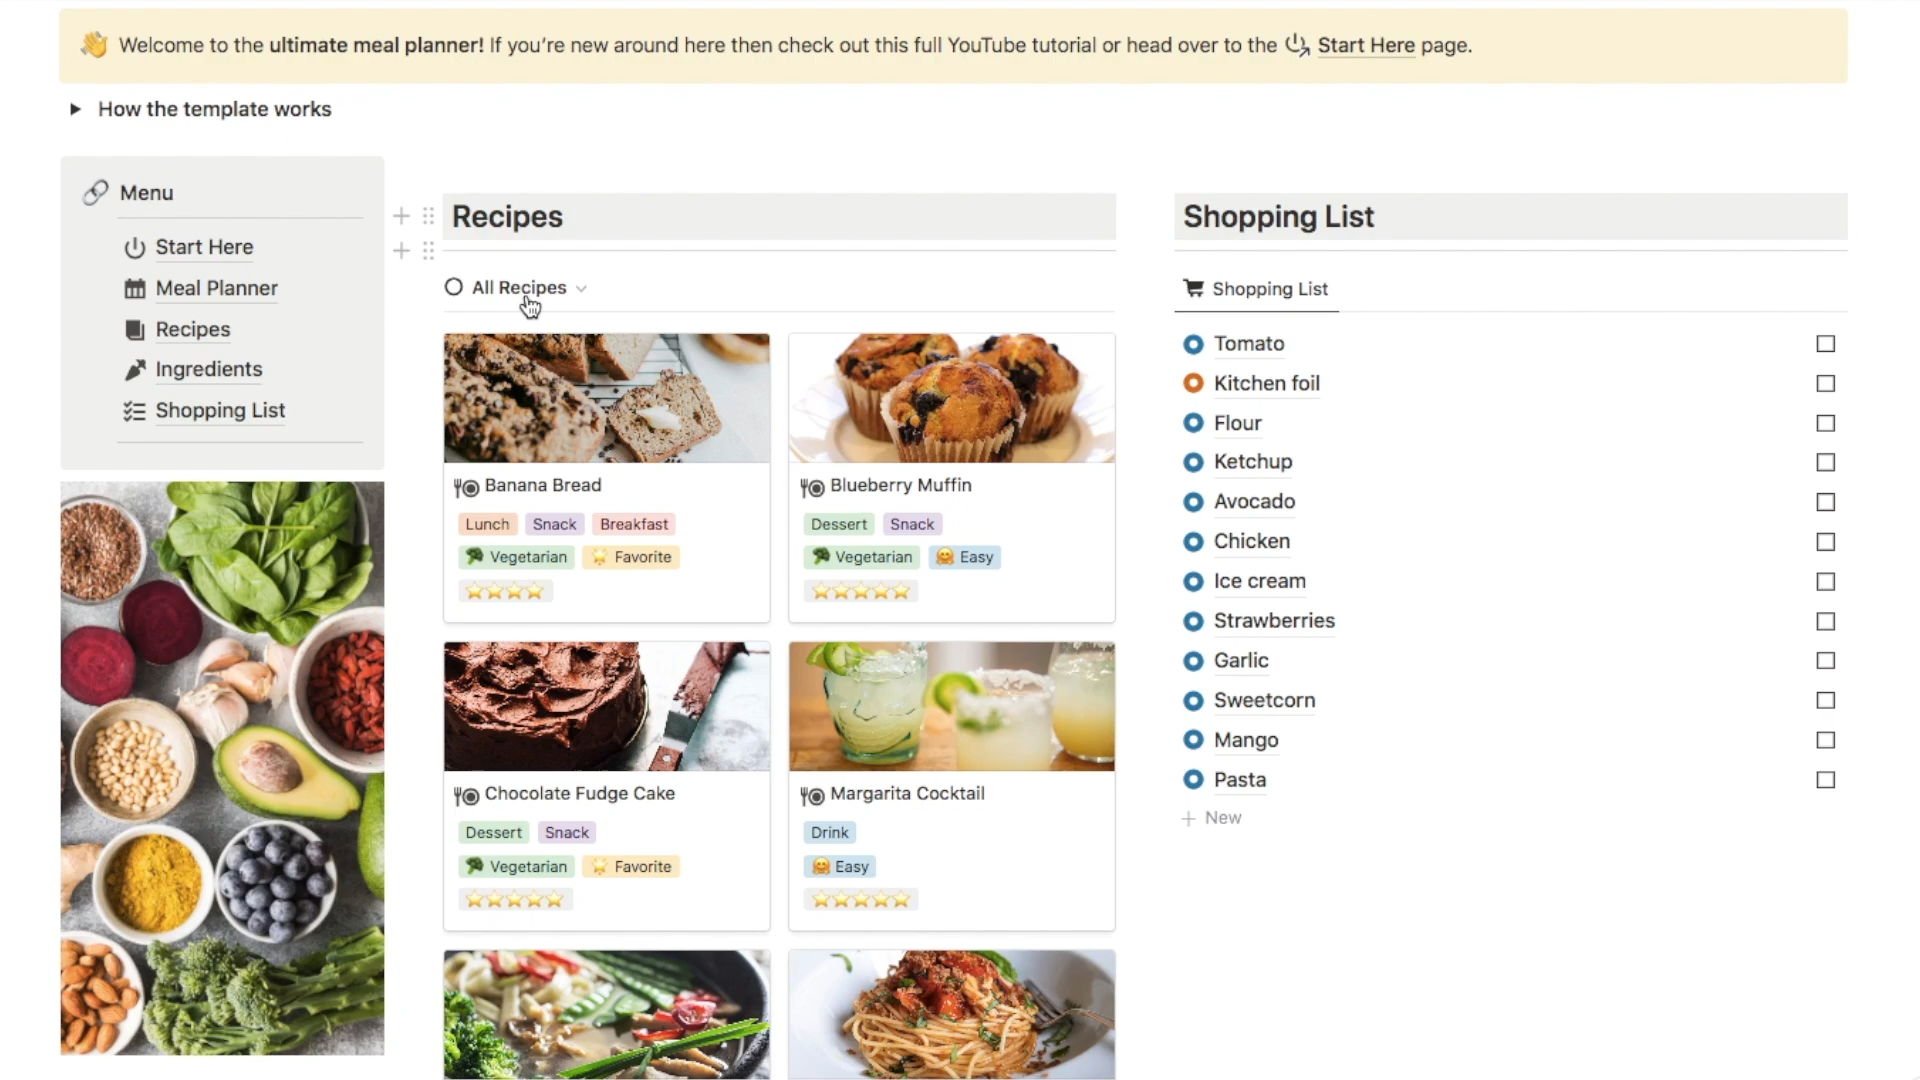 Welcome to the ultimate meal planner! If you're new around here then check out this full YouTube tutorial or head over to the Start Here page.
How the template works
Menu
Start Here
Meal Planner
Recipes
Ingredients
Shopping List
Recipes
All Recipes
Banana Bread
Lunch Snack Breakfast
Vegetarian Favorite
Blueberry Muffin
Dessert Snack
Vegetarian Easy
Chocolate Fudge Cake
Dessert Snack
Vegetarian Favorite
Margarita Cocktail
Drink
Easy
Shopping List
Shopping List
Tomato
Kitchen foil
Flour
Ketchup
Avocado
Chicken
Ice cream
Strawberries
Garlic
Sweetcorn
Mango
Pasta
New